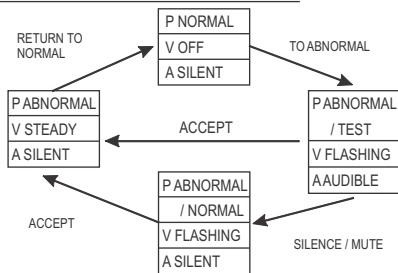 P NORMAL
V OFF
A SILENT
RETURN TO
NORMAL
TO ABNORMAL
P ABNORMAL
V STEADY
A SILENT
ACCEPT
P ABNORMAL
/ TEST
V FLASHING
A AUDIBLE
P ABNORMAL
/ NORMAL
V FLASHING
A SILENT
ACCEPT
SILENCE / MUTE